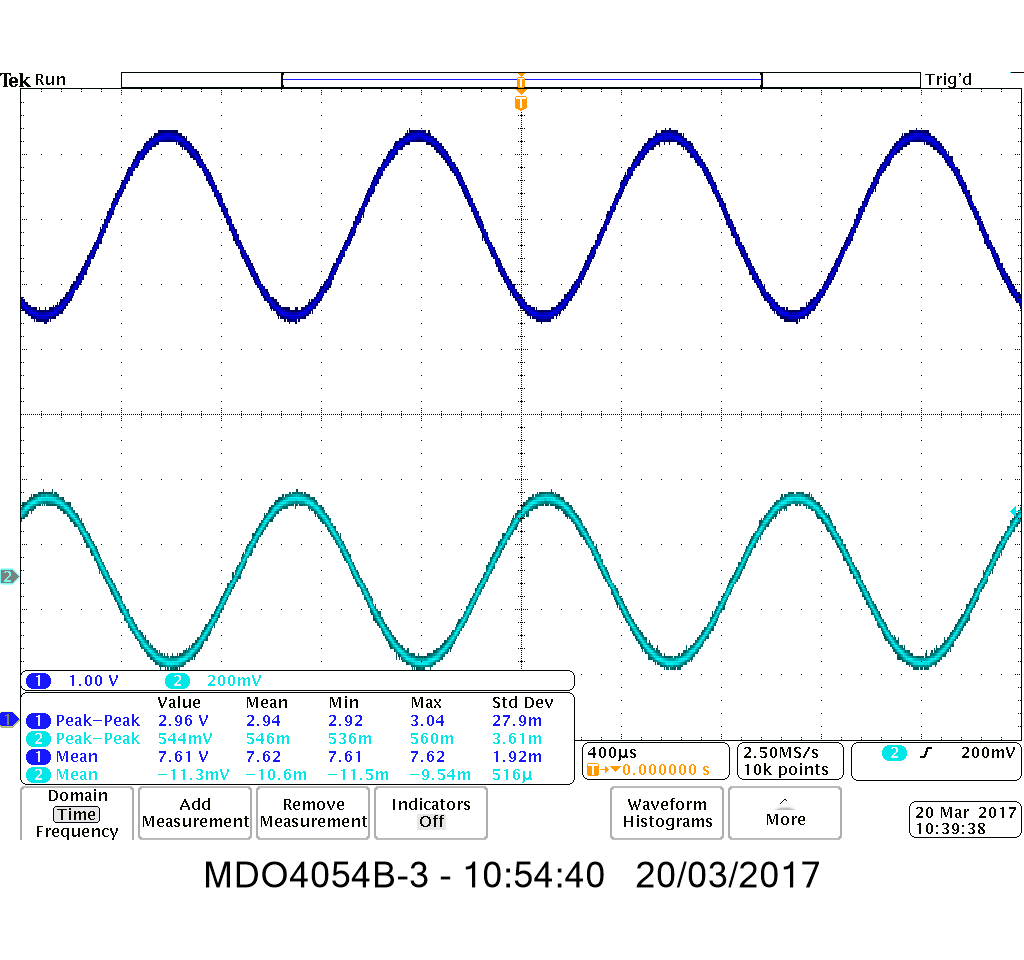 Tek Run Trig'd
T
T
2
1 1.00 V 2 200mV
Value Mean Min Max Std Dev
1 Peak−Peak 2.96 V 2.94 2.92 3.04 27.9m
2 Peak−Peak 544mV 546m 536m 560m 3.61m
1 Mean 7.61 V 7.62 7.61 7.62 1.92m
2 Mean −11.3mV −10.6m −11.5m −9.54m 516µ
1
400µs
T→▼0.000000 s
2.50MS/s
10k points
2 200mV
Domain
Time
Frequency
Add
Measurement
Remove
Measurement
Indicators
Off
Waveform
Histograms
More
20 Mar 2017
10:39:38
MDO4054B-3 - 10:54:40 20/03/2017